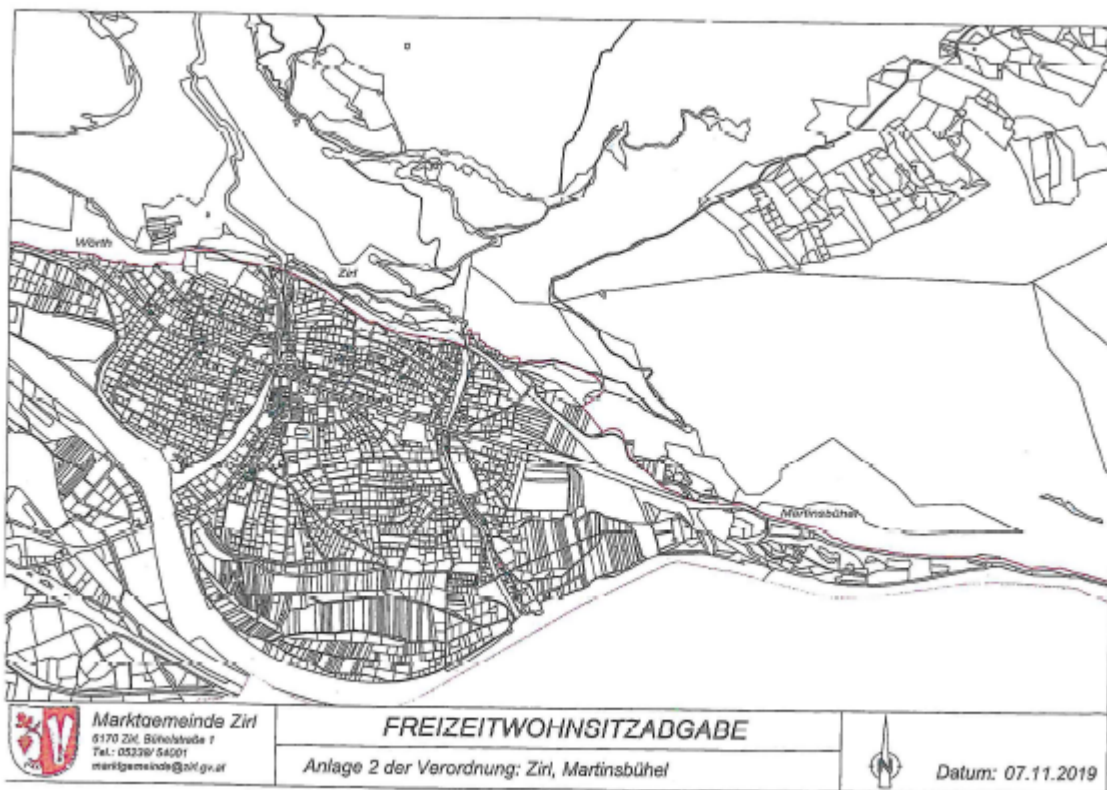 Wörth
Zirl
Martinsbühel
Marktgemeinde Zirl
6170 Zirl, Bühelstraße 1
Tel.: 05238/ 54001
marktgemeinde@zirl.gv.at
FREIZEITWOHNSITZADGABE
Anlage 2 der Verordnung: Zirl, Martinsbühel
N
Datum: 07.11.2019